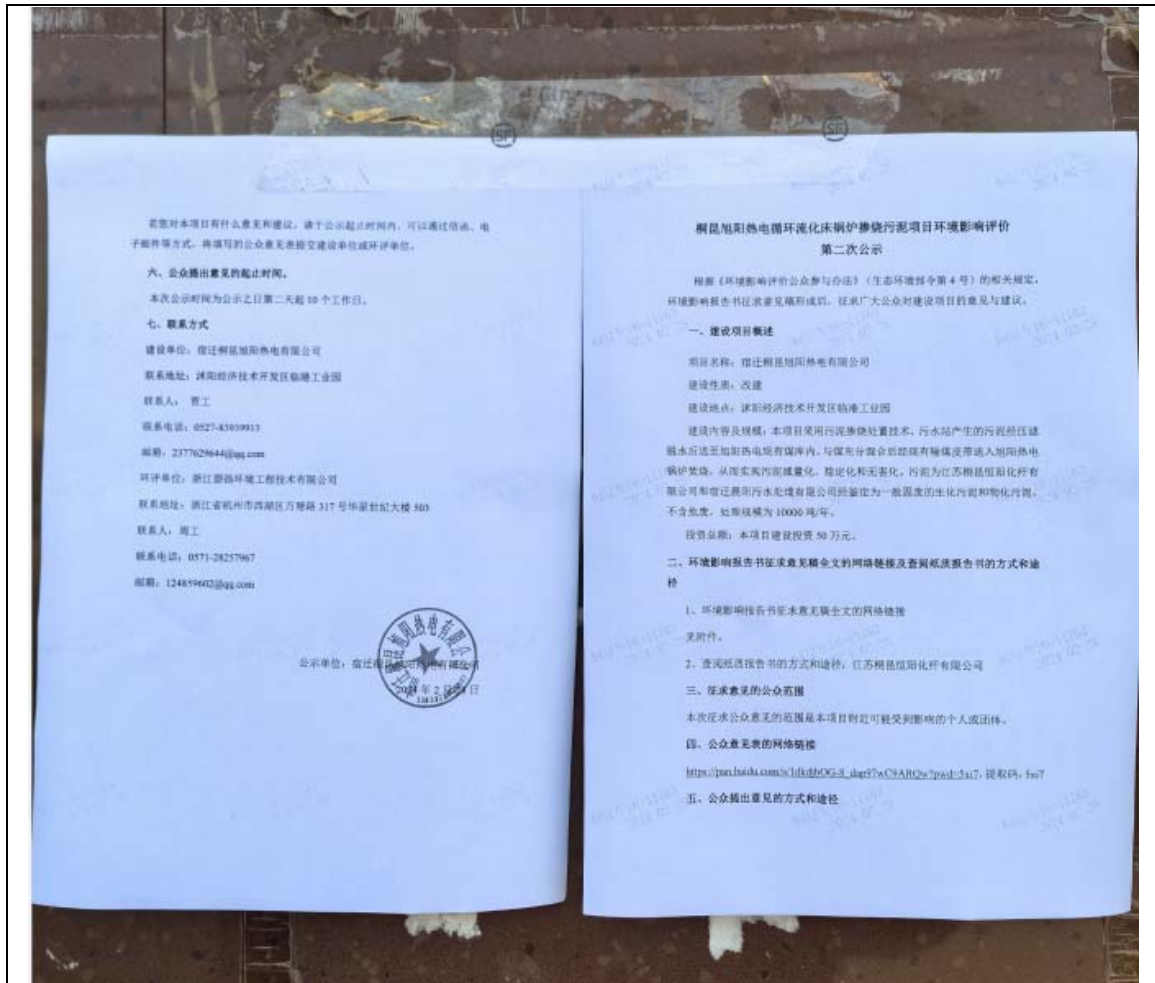 桐昆旭阳热电循环流化床锅炉掺烧污泥项目环境影响评价
第二次公示
根据《环境影响评价公众参与办法》（生态环境部令第 4 号）的相关规定，
环境影响报告书征求意见稿形成后，征求广大公众对建设项目的意见与建议。
一、建设项目概述
项目名称：宿迁桐昆旭阳热电有限公司
建设性质：改建
建设地点：沭阳经济技术开发区临港工业园
建设内容及规模：本项目采用污泥掺烧处置技术，污水站产生的污泥经压滤
脱水后送至旭阳热电现有煤库内，与煤充分混合后经现有输煤皮带送入旭阳热电
锅炉焚烧，从而实现污泥减量化、稳定化和无害化。污泥为江苏桐昆恒阳化纤有
限公司和宿迁晨阳污水处理有限公司经鉴定为一般固废的生化污泥和物化污泥，
不含危废，处理规模为 10000 吨/年。
投资总额：本项目建设投资 50 万元。
二、环境影响报告书征求意见稿全文的网络链接及查阅纸质报告书的方式和途
径
1、环境影响报告书征求意见稿全文的网络链接
见附件。
2、查阅纸质报告书的方式和途径：江苏桐昆恒阳化纤有限公司
三、征求意见的公众范围
本次征求公众意见的范围是本项目附近可能受到影响的个人或团体。
四、公众意见表的网络链接
提取码：5xi7
五、公众提出意见的方式和途径
若您对本项目有什么意见和建议，请于公示起止时间内，可以通过信函、电
子邮件等方式，将填写的公众意见表提交建设单位或环评单位。
六、公众提出意见的起止时间。
本次公示时间为公示之日第二天起 10 个工作日。
七、联系方式
建设单位：宿迁桐昆旭阳热电有限公司
联系地址：沭阳经济技术开发区临港工业园
联系人： 贾工
联系电话：0527-83939913
邮箱：2377629644@qq.com
环评单位：浙江碧扬环境工程技术有限公司
联系地址：浙江省杭州市西湖区万塘路 317 号华星世纪大楼 503
联系人：周工
联系电话：0571-28257967
邮箱：124859602@qq.com
公示单位：宿迁桐昆旭阳热电有限公司
2024 年 2 月 日
SF
SF